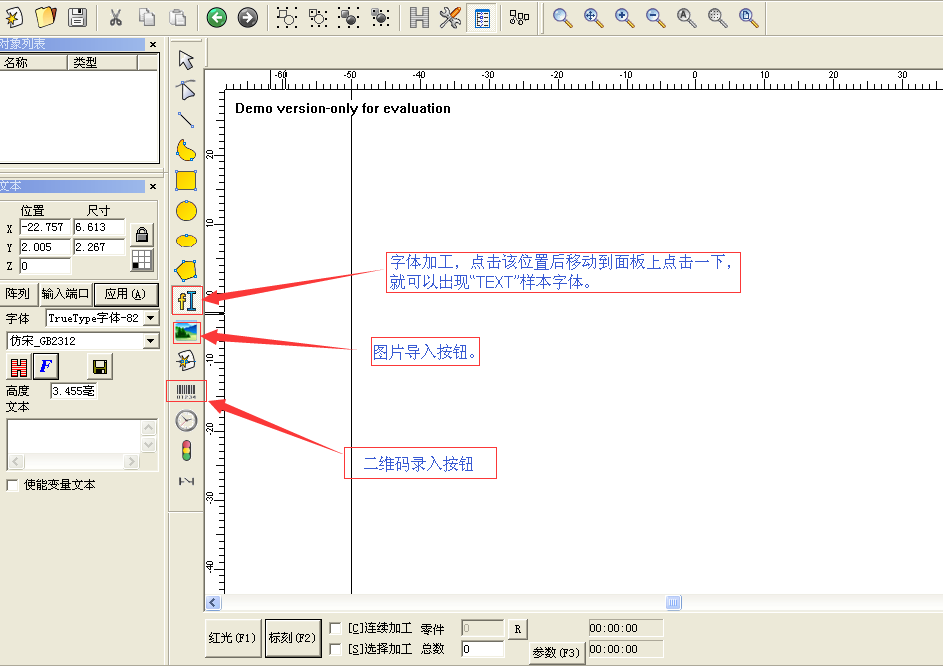 对象列表
名称 类型
文本
位置 尺寸
X -22.757 6.613
Y 2.005 2.267
Z 0
阵列 输入端口 应用(A)
字体 TrueType字体-82
仿宋_GB2312
F
高度 3.455毫
文本
使能变量文本
-60 -50 -40 -30 -20 -10 0 10 20 30
Demo version-only for evaluation
20
10
0
-10
-20
-30
-40
字体加工，点击该位置后移动到面板上点击一下，
就可以出现“TEXT”样本字体。
图片导入按钮。
二维码录入按钮
红光(F1) 标刻(F2) [C]连续加工 零件 0 R 00:00:00
[S]选择加工 总数 0 参数(F3) 00:00:00